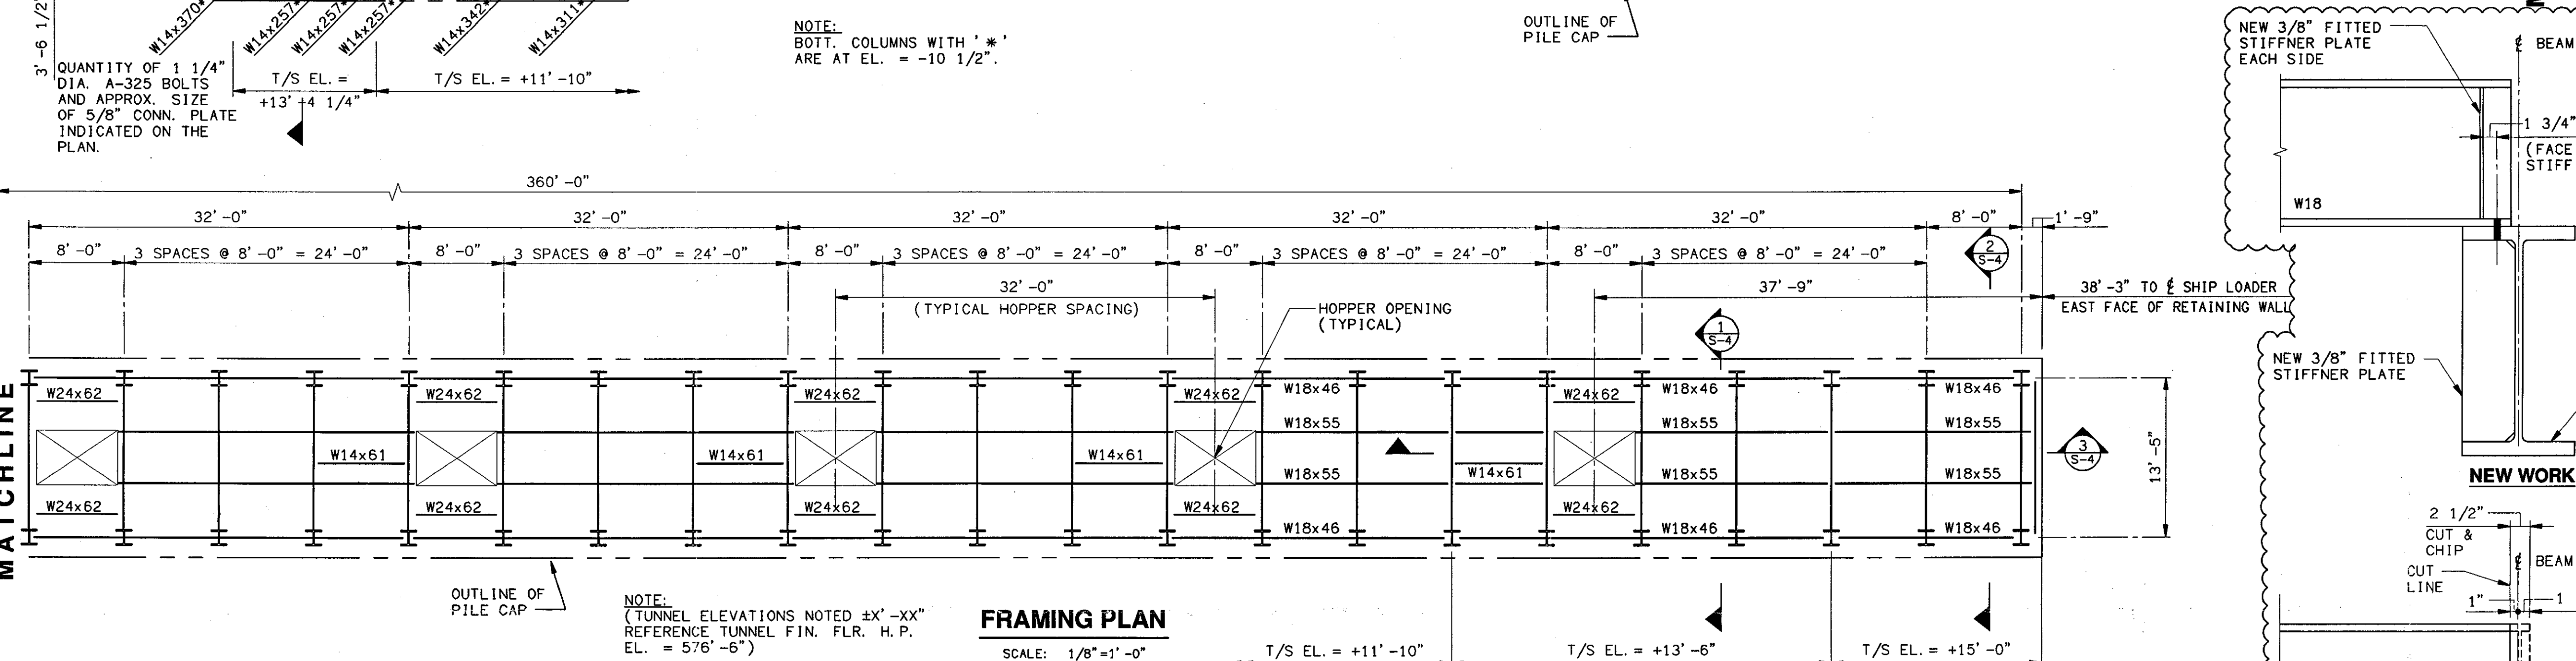 3'-6 1/2"
W14x370*
W14x257*
W14x257*
W14x257*
W14x342*
W14x311*
QUANTITY OF 1 1/4"
DIA. A-325 BOLTS
AND APPROX. SIZE
OF 5/8" CONN. PLATE
INDICATED ON THE
PLAN.
T/S EL. =
+13'+4 1/4"
T/S EL. = +11'-10"
NOTE:
BOTT. COLUMNS WITH '*'
ARE AT EL. = -10 1/2".
OUTLINE OF
PILE CAP
NEW 3/8" FITTED
STIFFNER PLATE
EACH SIDE
℄ BEAM
1 3/4"
(FACE
STIFF
W18
360'-0"
32'-0"
32'-0"
32'-0"
32'-0"
32'-0"
8'-0"
1'-9"
8'-0"
3 SPACES @ 8'-0" = 24'-0"
8'-0"
3 SPACES @ 8'-0" = 24'-0"
8'-0"
3 SPACES @ 8'-0" = 24'-0"
8'-0"
3 SPACES @ 8'-0" = 24'-0"
8'-0"
3 SPACES @ 8'-0" = 24'-0"
2
S-4
32'-0"
(TYPICAL HOPPER SPACING)
37'-9"
38'-3" TO ℄ SHIP LOADER
EAST FACE OF RETAINING WALL
HOPPER OPENING
(TYPICAL)
1
S-4
MATCHLINE
W24x62
W24x62
W24x62
W24x62
W18x46
W24x62
W18x46
W18x46
W18x55
W18x55
W18x55
W14x61
W14x61
W14x61
W18x55
W14x61
W18x55
W18x55
W24x62
W24x62
W24x62
W24x62
W18x46
W24x62
W18x46
W18x46
3
S-4
13'-5"
NEW 3/8" FITTED
STIFFNER PLATE
NEW WORK
2 1/2"
CUT &
CHIP
CUT
LINE
℄ BEAM
1"
1
OUTLINE OF
PILE CAP
NOTE:
(TUNNEL ELEVATIONS NOTED ±X'-XX"
REFERENCE TUNNEL FIN. FLR. H.P.
EL. = 576'-6")
FRAMING PLAN
SCALE: 1/8"=1'-0"
T/S EL. = +11'-10"
T/S EL. = +13'-6"
T/S EL. = +15'-0"